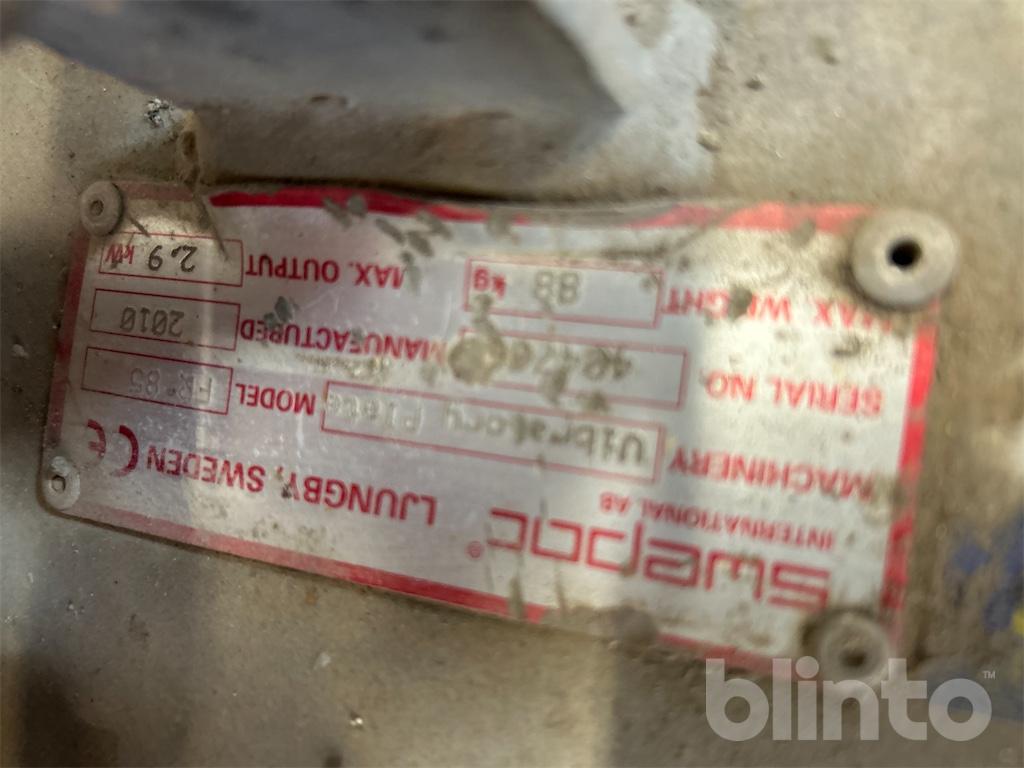 swepac®
INTERNATIONAL AB
LJUNGBY, SWEDEN CE
MACHINERY Vibratory Plate MODEL FR 85
SERIAL NO. MANUFACTURED 2010
MAX. WEIGHT 88 kg MAX. OUTPUT 2.9 kW
blinto™